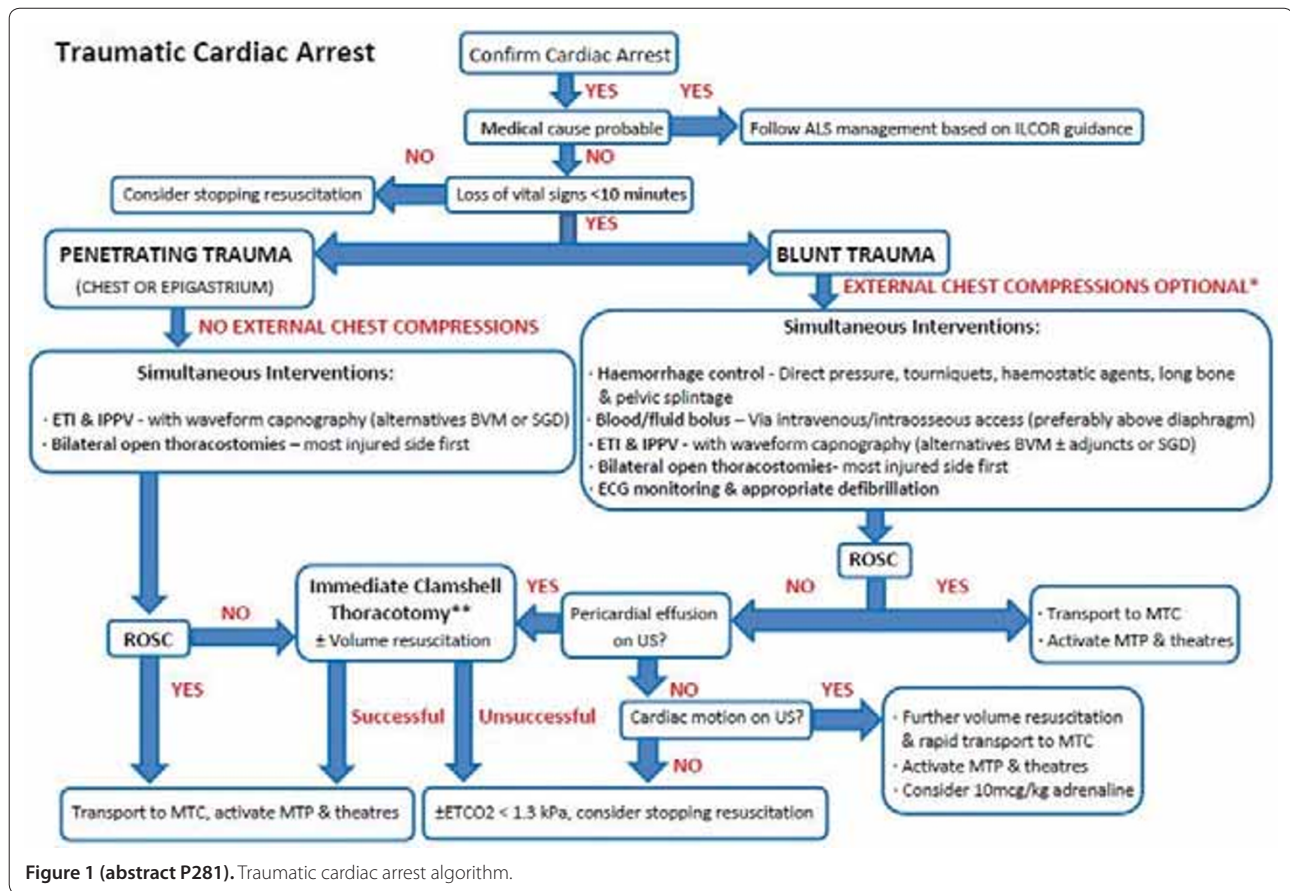 Traumatic Cardiac Arrest
Confirm Cardiac Arrest
YES
YES
Medical cause probable
Follow ALS management based on ILCOR guidance
NO
NO
Consider stopping resuscitation
Loss of vital signs <10 minutes
YES
PENETRATING TRAUMA
(CHEST OR EPIGASTRIUM)
BLUNT TRAUMA
NO EXTERNAL CHEST COMPRESSIONS
EXTERNAL CHEST COMPRESSIONS OPTIONAL*
Simultaneous Interventions:
· ETI & IPPV - with waveform capnography (alternatives BVM or SGD)
· Bilateral open thoracostomies – most injured side first
Simultaneous Interventions:
· Haemorrhage control - Direct pressure, tourniquets, haemostatic agents, long bone
& pelvic splintage
· Blood/fluid bolus – Via intravenous/intraosseous access (preferably above diaphragm)
· ETI & IPPV - with waveform capnography (alternatives BVM ± adjuncts or SGD)
· Bilateral open thoracostomies- most injured side first
· ECG monitoring & appropriate defibrillation
ROSC
NO
YES
· Transport to MTC
· Activate MTP & theatres
Pericardial effusion
on US?
YES
Immediate Clamshell
Thoracotomy**
± Volume resuscitation
ROSC
NO
YES
Successful
Unsuccessful
NO
Cardiac motion on US?
YES
· Further volume resuscitation
& rapid transport to MTC
· Activate MTP & theatres
· Consider 10mcg/kg adrenaline
NO
Transport to MTC, activate MTP & theatres
±ETCO2 < 1.3 kPa, consider stopping resuscitation
Figure 1 (abstract P281). Traumatic cardiac arrest algorithm.